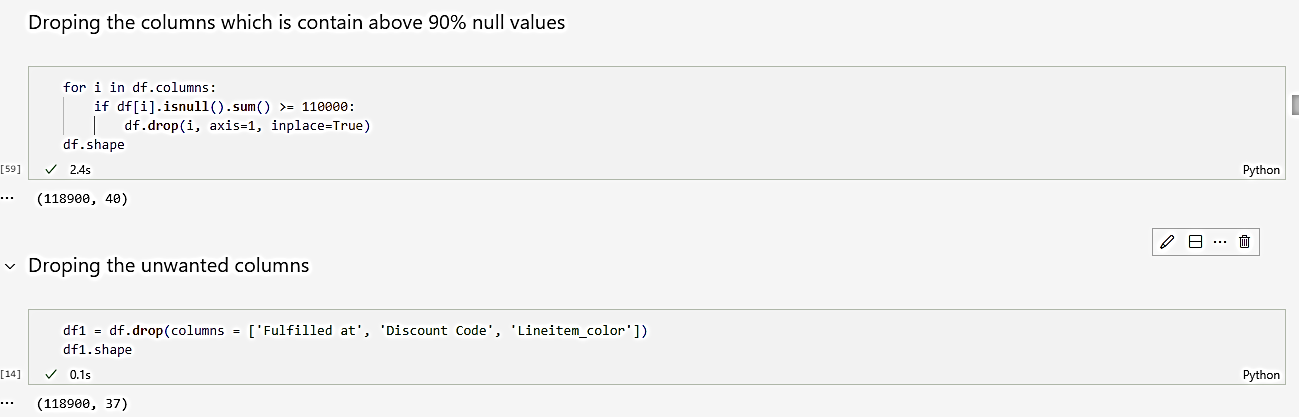 Droping the columns which is contain above 90% null values
for i in df.columns:
if df[i].isnull().sum() >= 110000:
df.drop(i, axis=1, inplace=True)
df.shape
[59] 2.4s Python
(118900, 40)
Droping the unwanted columns
df1 = df.drop(columns = ['Fulfilled at', 'Discount Code', 'Lineitem_color'])
df1.shape
[14] 0.1s Python
(118900, 37)